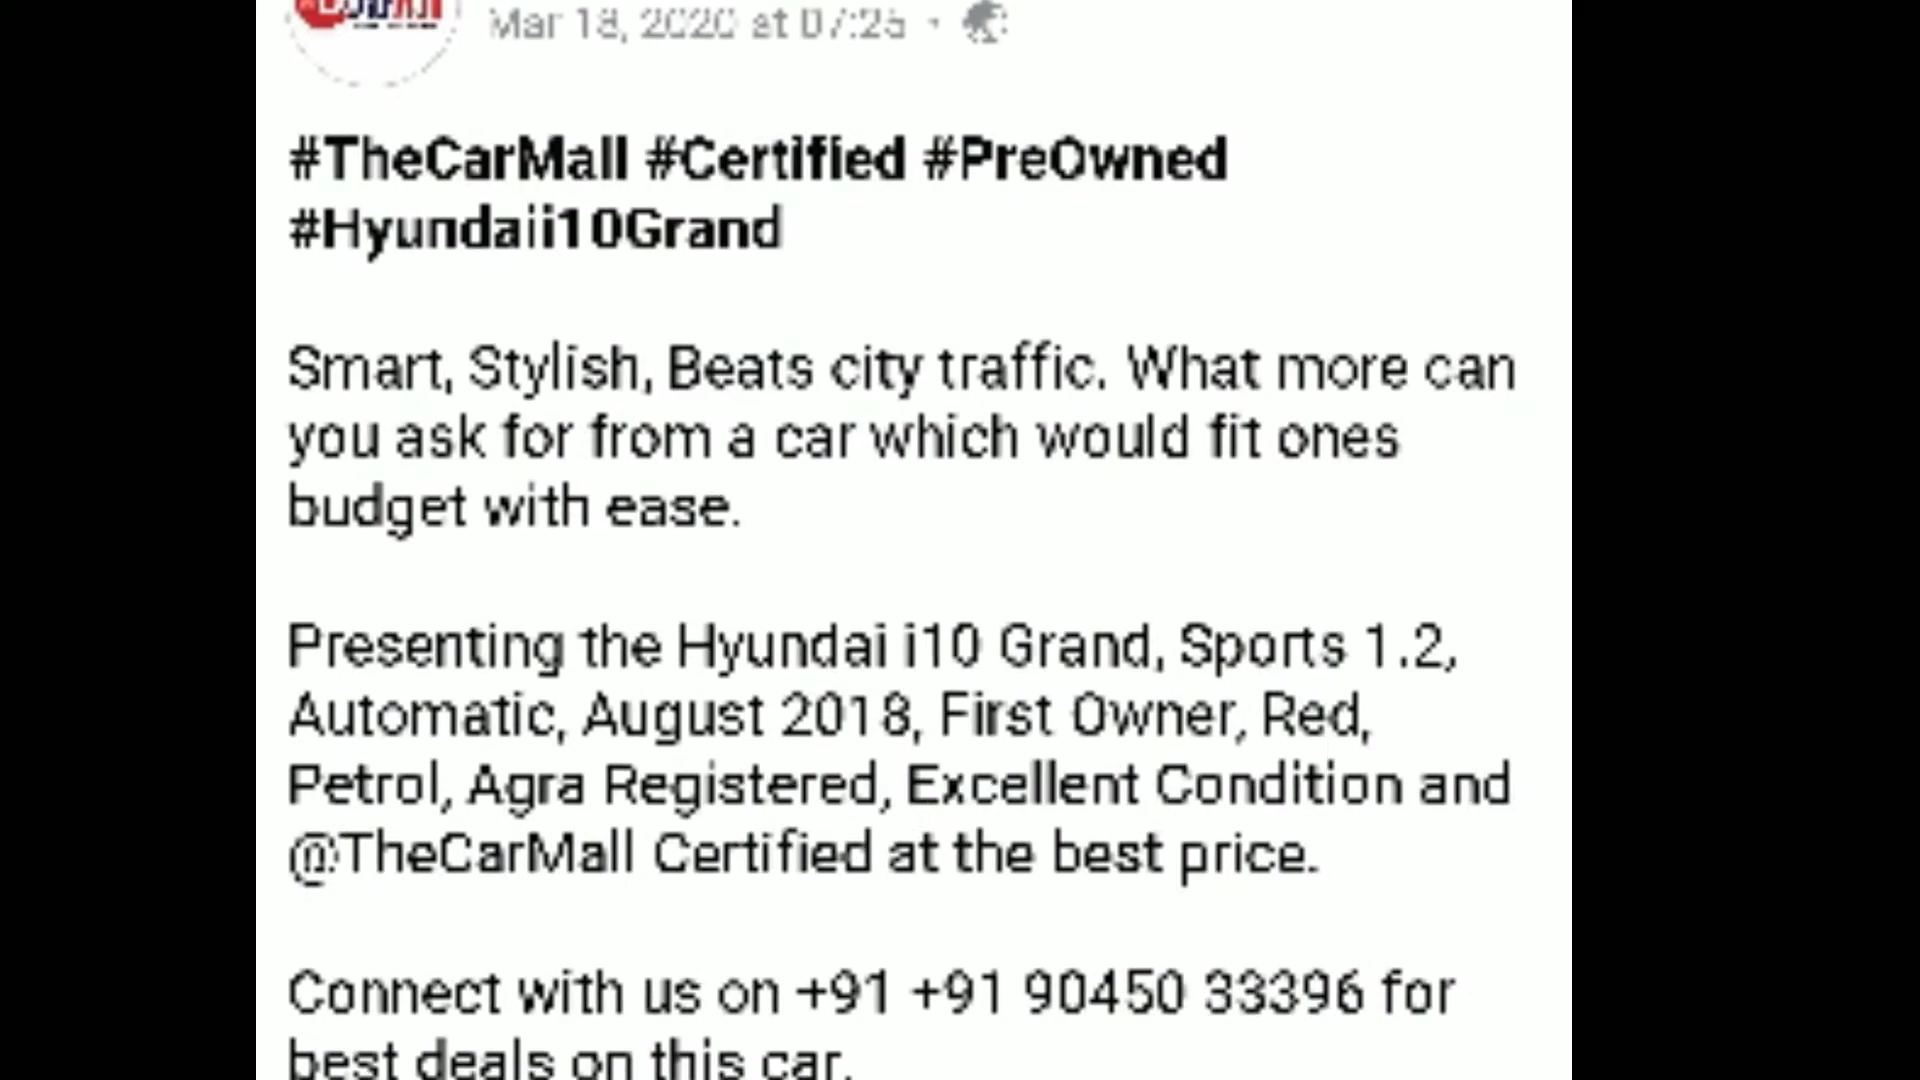 Mar 18, 2020 at 07:25 ·
#TheCarMall #Certified #PreOwned
#Hyundaii10Grand
Smart, Stylish, Beats city traffic. What more can
you ask for from a car which would fit ones
budget with ease.
Presenting the Hyundai i10 Grand, Sports 1.2,
Automatic, August 2018, First Owner, Red,
Petrol, Agra Registered, Excellent Condition and
@TheCarMall Certified at the best price.
Connect with us on +91 +91 90450 33396 for
best deals on this car.